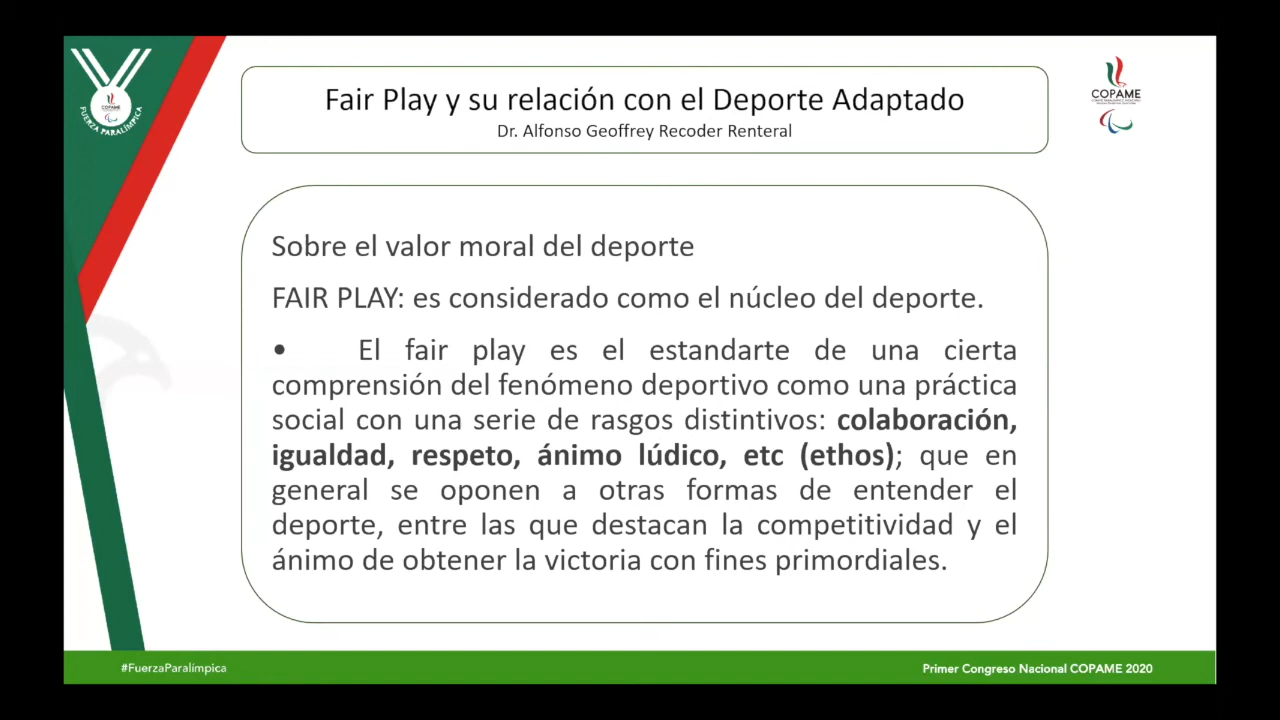 Fair Play y su relación con el Deporte Adaptado
Dr. Alfonso Geoffrey Recoder Renteral
COPAME
COPAME
FUERZA PARALÍMPICA
Sobre el valor moral del deporte
FAIR PLAY: es considerado como el núcleo del deporte.
• El fair play es el estandarte de una cierta
comprensión del fenómeno deportivo como una práctica
social con una serie de rasgos distintivos: colaboración,
igualdad, respeto, ánimo lúdico, etc (ethos); que en
general se oponen a otras formas de entender el
deporte, entre las que destacan la competitividad y el
ánimo de obtener la victoria con fines primordiales.
#FuerzaParalímpica
Primer Congreso Nacional COPAME 2020